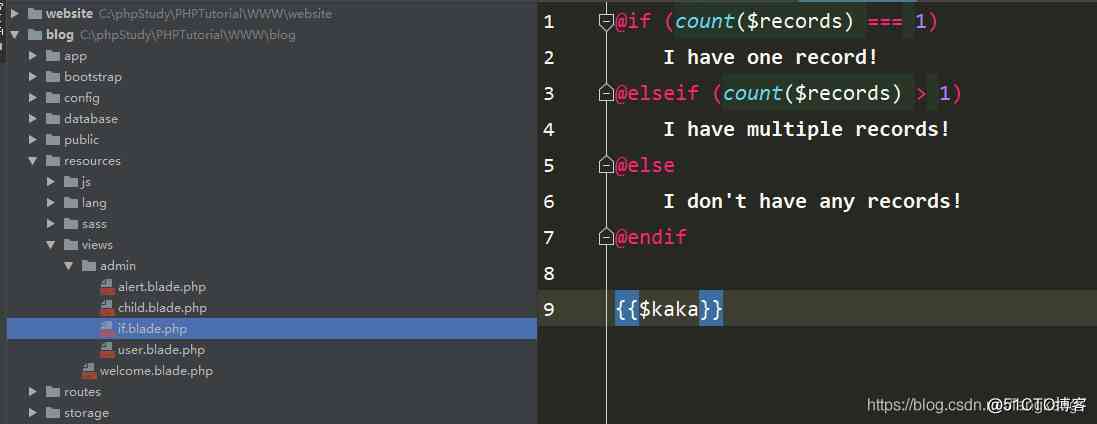 website C:\phpStudy\PHPTutorial\WWW\website
blog C:\phpStudy\PHPTutorial\WWW\blog
app
bootstrap
config
database
public
resources
js
lang
sass
views
admin
alert.blade.php
child.blade.php
if.blade.php
user.blade.php
welcome.blade.php
routes
storage
1 @if (count($records) === 1)
2 I have one record!
3 @elseif (count($records) > 1)
4 I have multiple records!
5 @else
6 I don't have any records!
7 @endif
8
9 {{$kaka}}
https://blog.csdn.n
@51CTO博客